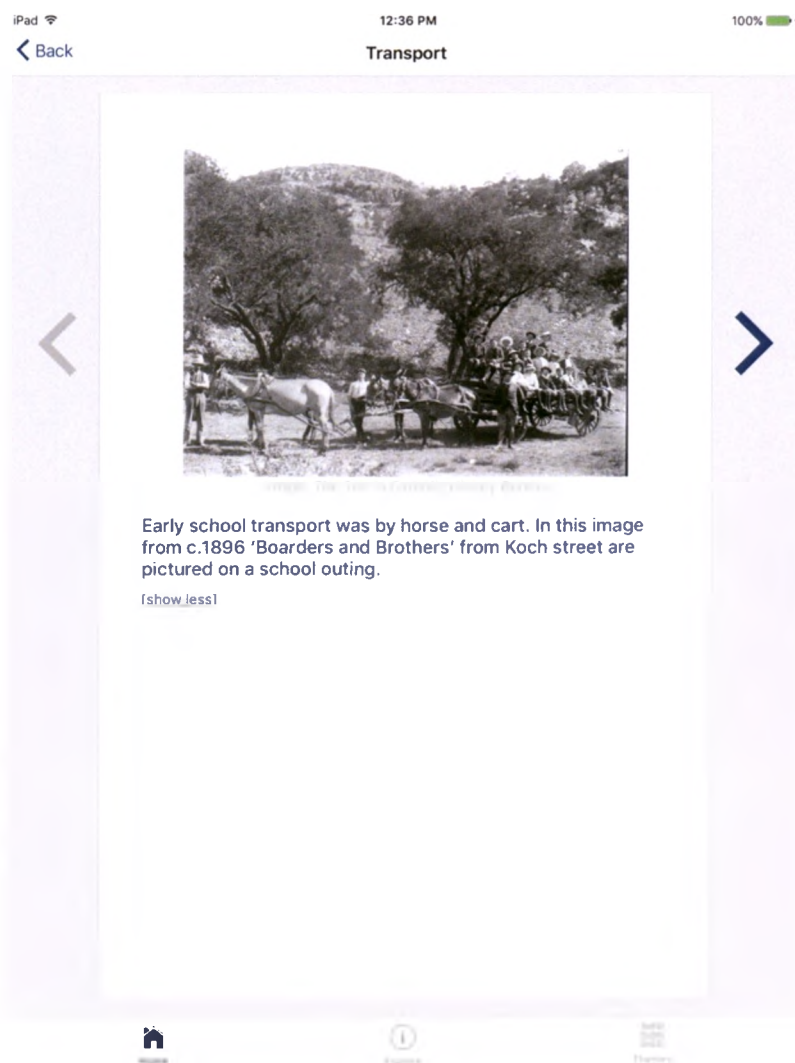 iPad
12:36 PM
100%
Back
Transport
Early school transport was by horse and cart. In this image
from c.1896 ‘Boarders and Brothers’ from Koch street are
pictured on a school outing.
[show less]
Home